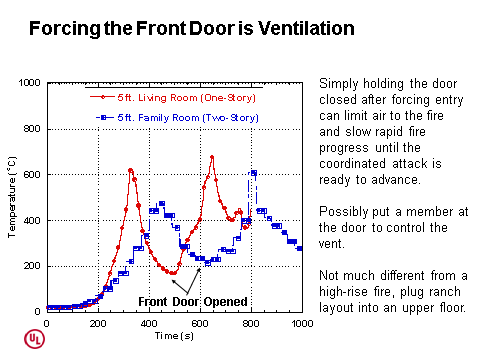 Forcing the Front Door is Ventilation
1000
800
600
400
200
0
0
200
400
600
800
1000
Temperature (°C)
Time (s)
5ft. Living Room (One-Story)
5ft. Family Room (Two-Story)
Front Door Opened
Simply holding the door
closed after forcing entry
can limit air to the fire
and slow rapid fire
progress until the
coordinated attack is
ready to advance.
Possibly put a member at
the door to control the
vent.
Not much different from a
high-rise fire, plug ranch
layout into an upper floor.
UL